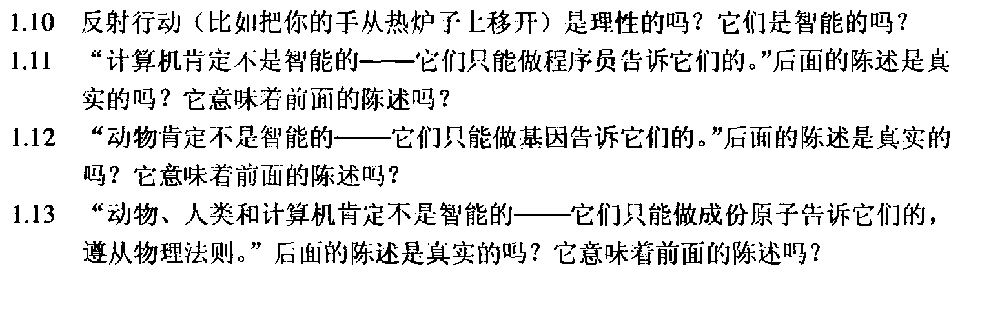 1.10 反射行动（比如把你的手从热炉子上移开）是理性的吗？它们是智能的吗？
1.11 “计算机肯定不是智能的——它们只能做程序员告诉它们的。”后面的陈述是真
实的吗？它意味着前面的陈述吗？
1.12 “动物肯定不是智能的——它们只能做基因告诉它们的。”后面的陈述是真实的
吗？它意味着前面的陈述吗？
1.13 “动物、人类和计算机肯定不是智能的——它们只能做成份原子告诉它们的，
遵从物理法则。”后面的陈述是真实的吗？它意味着前面的陈述吗？